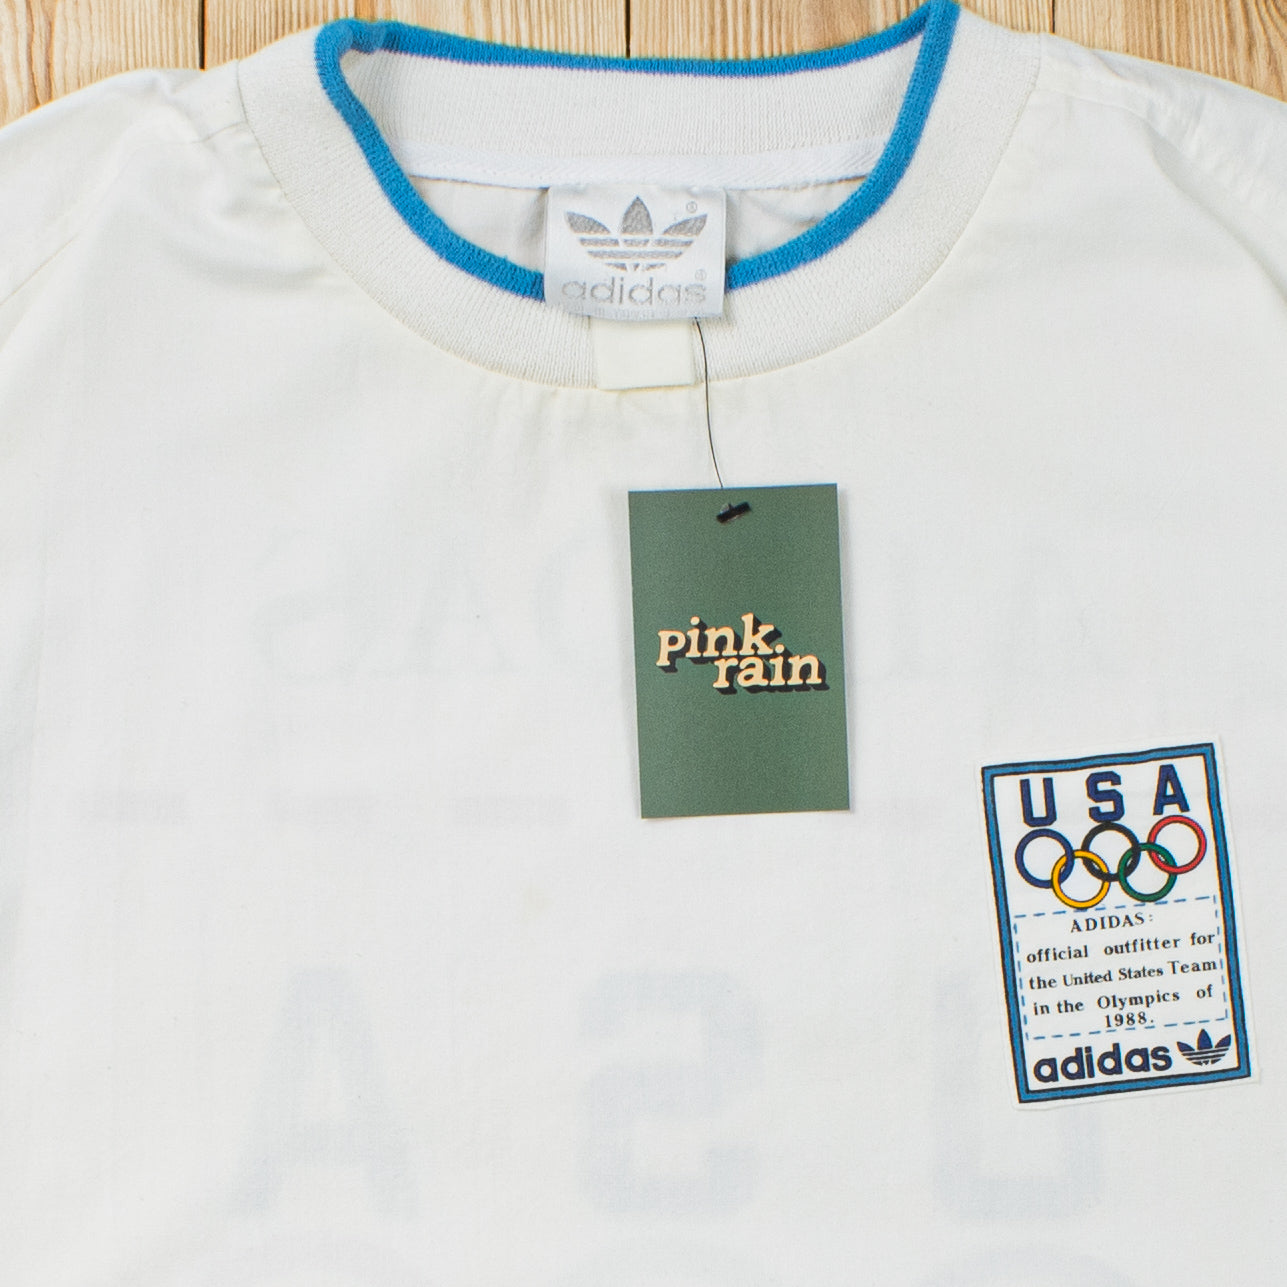 adidas
pink.
rain
USA
ADIDAS:
official outfitter for
the United States Team
in the Olympics of
1988.
adidas